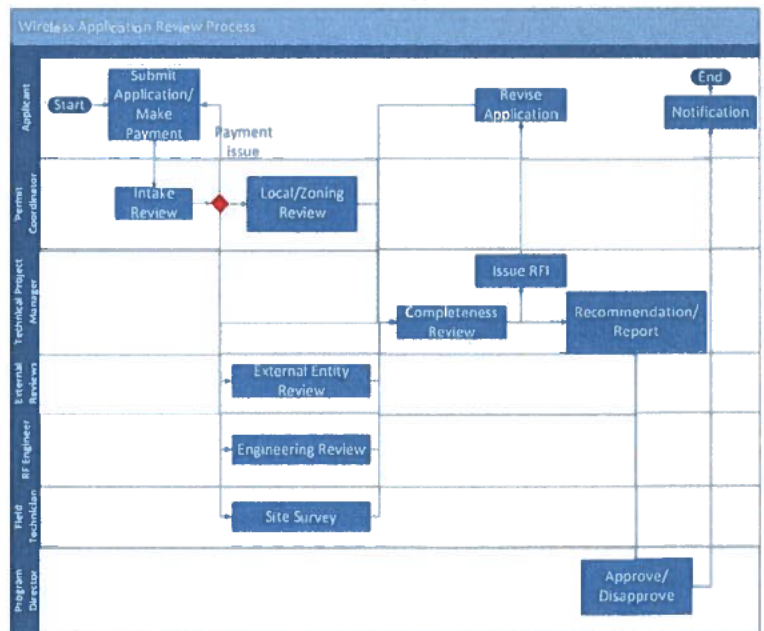 Wireless Application Review Process
Applicant
Start
Submit
Application/
Make
Payment
Payment
issue
Revise
Application
End
Notification
Permit
Coordinator
Intake
Review
Local/Zoning
Review
Technical Project
Manager
Issue RFI
Completeness
Review
Recommendation/
Report
External
Reviews
External Entity
Review
RF Engineer
Engineering Review
Field
Technician
Site Survey
Program
Director
Approve/
Disapprove